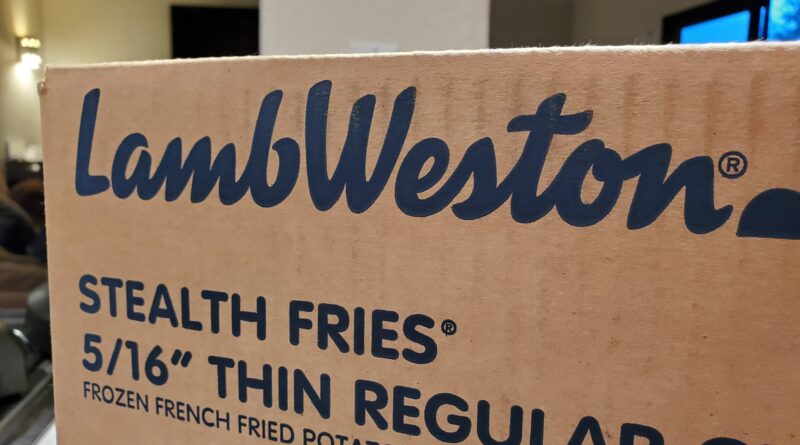 LambWeston®
STEALTH FRIES®
5/16" THIN REGULAR
FROZEN FRENCH FRIED